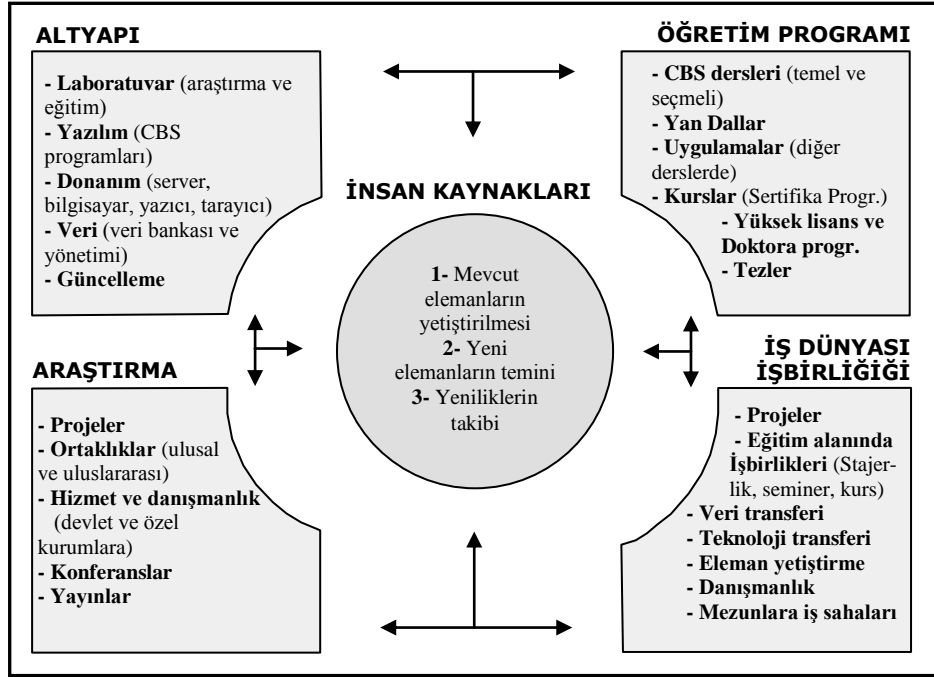 ALTYAPI
- Laboratuvar (araştırma ve
eğitim)
- Yazılım (CBS
programları)
- Donanım (server,
bilgisayar, yazıcı, tarayıcı)
- Veri (veri bankası ve
yönetimi)
- Güncelleme
ÖĞRETİM PROGRAMI
- CBS dersleri (temel ve
seçmeli)
- Yan Dallar
- Uygulamalar (diğer
derslerde)
- Kurslar (Sertifika Progr.)
- Yüksek lisans ve
Doktora progr.
- Tezler
İNSAN KAYNAKLARI
1- Mevcut
elemanların
yetiştirilmesi
2- Yeni
elemanların temini
3- Yeniliklerin
takibi
ARAŞTIRMA
- Projeler
- Ortaklıklar (ulusal
ve uluslararası)
- Hizmet ve danışmanlık
(devlet ve özel
kurumlara)
- Konferanslar
- Yayınlar
İŞ DÜNYASI
İŞBİRLİĞİĞİ
- Projeler
- Eğitim alanında
İşbirlikleri (Stajer-
lik, seminer, kurs)
- Veri transferi
- Teknoloji transferi
- Eleman yetiştirme
- Danışmanlık
- Mezunlara iş sahaları